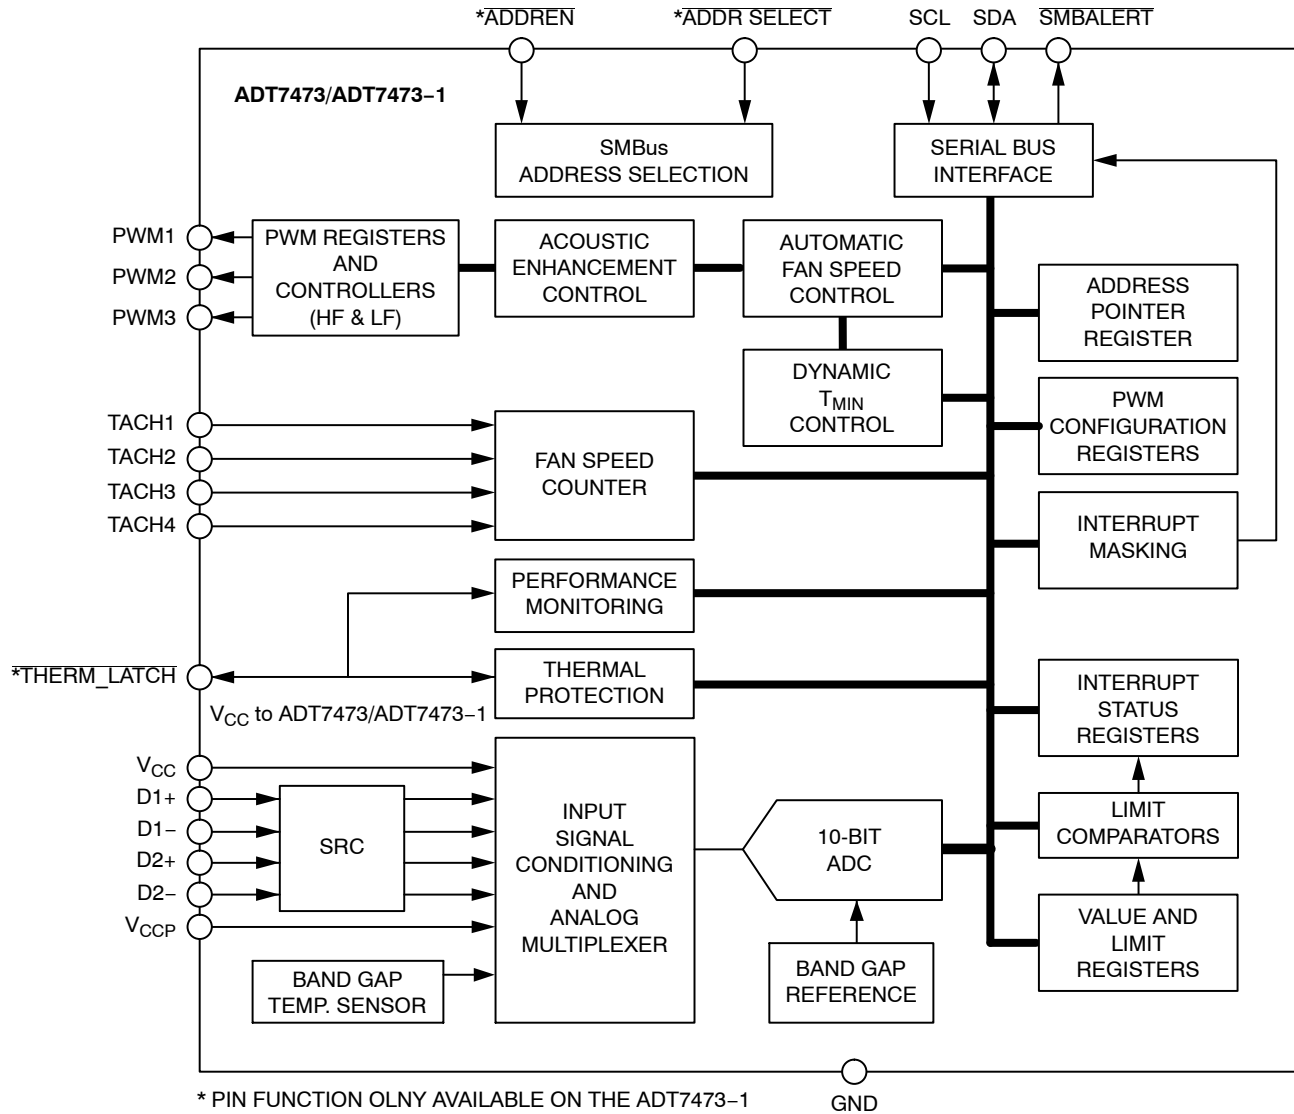 *ADDREN
*ADDR SELECT
SCL
SDA
SMBALERT
ADT7473/ADT7473−1
SMBus
ADDRESS SELECTION
SERIAL BUS
INTERFACE
PWM1
PWM2
PWM3
PWM REGISTERS
AND
CONTROLLERS
(HF & LF)
ACOUSTIC
ENHANCEMENT
CONTROL
AUTOMATIC
FAN SPEED
CONTROL
ADDRESS
POINTER
REGISTER
DYNAMIC
TMIN
CONTROL
PWM
CONFIGURATION
REGISTERS
TACH1
TACH2
TACH3
TACH4
FAN SPEED
COUNTER
INTERRUPT
MASKING
PERFORMANCE
MONITORING
*THERM_LATCH
THERMAL
PROTECTION
INTERRUPT
STATUS
REGISTERS
VCC to ADT7473/ADT7473−1
VCC
D1+
D1−
D2+
D2−
VCCP
SRC
INPUT
SIGNAL
CONDITIONING
AND
ANALOG
MULTIPLEXER
10-BIT
ADC
LIMIT
COMPARATORS
VALUE AND
LIMIT
REGISTERS
BAND GAP
TEMP. SENSOR
BAND GAP
REFERENCE
* PIN FUNCTION OLNY AVAILABLE ON THE ADT7473−1
GND